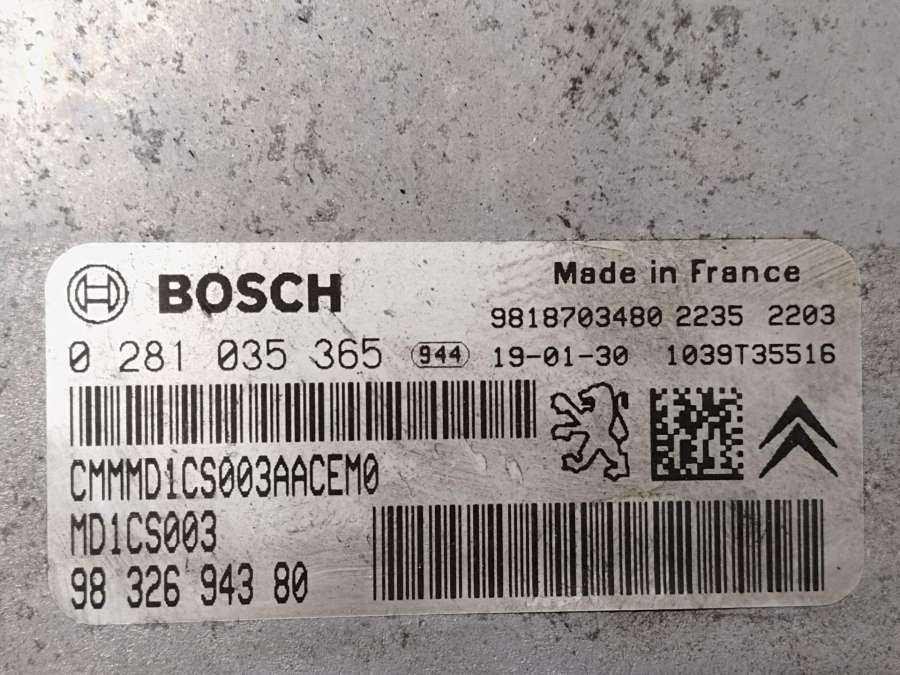 BOSCH
Made in France
9818703480 2235 2203
0 281 035 365 944 19-01-30 1039T35516
CMMMD1CS003AACEM0
MD1CS003
98 326 943 80